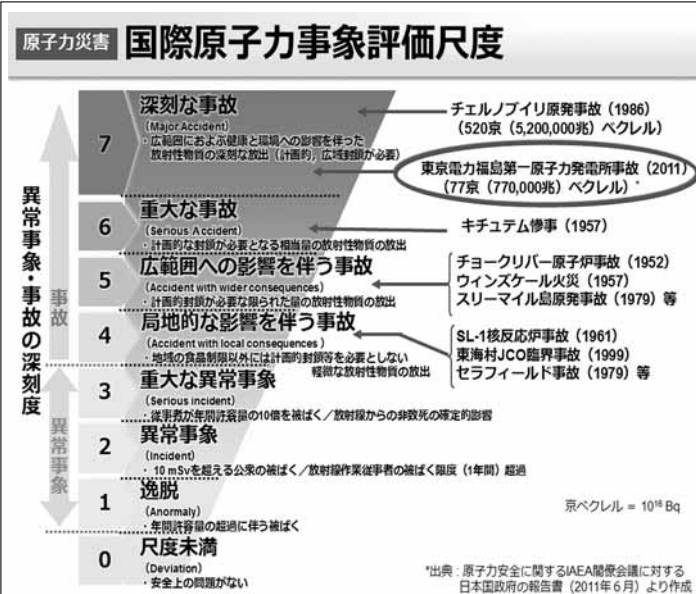 原子力災害 国際原子力事象評価尺度
異常事象・事故の深刻度
事故
異常事象
7
深刻な事故
(Major Accident)
・広範囲におよぶ健康と環境への影響を伴った
放射性物質の深刻な放出（計画的，広域封鎖が必要）
チェルノブイリ原発事故（1986）
（520京（5,200,000兆）ベクレル）
東京電力福島第一原子力発電所事故（2011）
（77京（770,000兆）ベクレル）*
6
重大な事故
(Serious Accident)
・計画的な封鎖が必要となる相当量の放射性物質の放出
キチュテム惨事（1957）
5
広範囲への影響を伴う事故
(Accident with wider consequences)
・計画的封鎖が必要な限られた量の放射性物質の放出
チョークリバー原子炉事故（1952）
ウィンズケール火災（1957）
スリーマイル島原発事故（1979）等
4
局地的な影響を伴う事故
(Accident with local consequences )
・地域の食品制限以外には計画的封鎖等を必要としない
軽微な放射性物質の放出
SL-1核反応炉事故（1961）
東海村JCO臨界事故（1999）
セラフィールド事故（1979）等
3
重大な異常事象
(Serious incident)
・従事者が年間許容量の10倍を被ばく／放射線からの非致死の確定的影響
2
異常事象
(Incident)
・10 mSvを超える公衆の被ばく／放射線作業従事者の被ばく限度（1年間）超過
1
逸脱
(Anormaly)
・年間許容量の超過に伴う被ばく
京ベクレル = 10¹⁶ Bq
0
尺度未満
(Deviation)
・安全上の問題がない
*出典：原子力安全に関するIAEA閣僚会議に対する
日本国政府の報告書（2011年6月）より作成